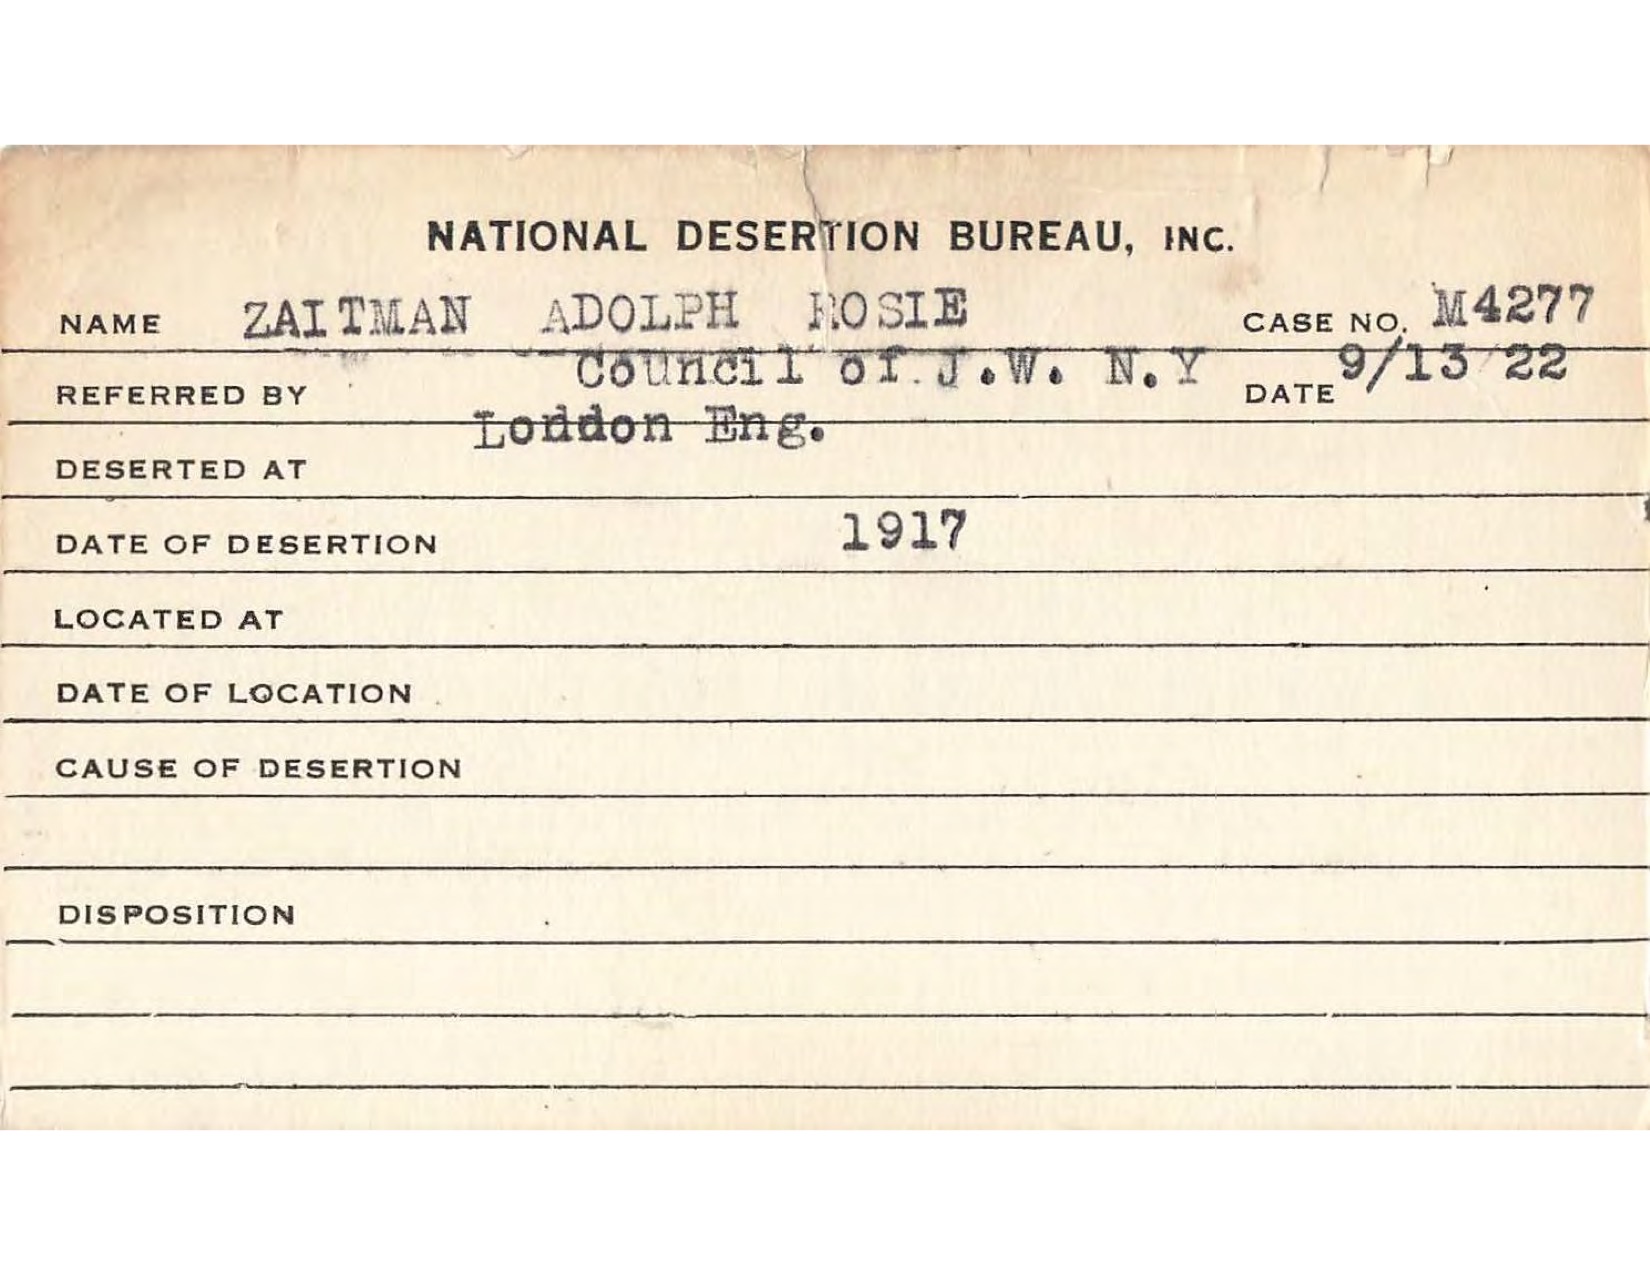 NATIONAL DESERTION BUREAU, INC.
NAME ZAITMAN ADOLPH ROSIE CASE NO. M4277
REFERRED BY Council of J.W. N.Y DATE 9/13 22
DESERTED AT Loddon Eng.
DATE OF DESERTION 1917
LOCATED AT
DATE OF LOCATION
CAUSE OF DESERTION
DISPOSITION